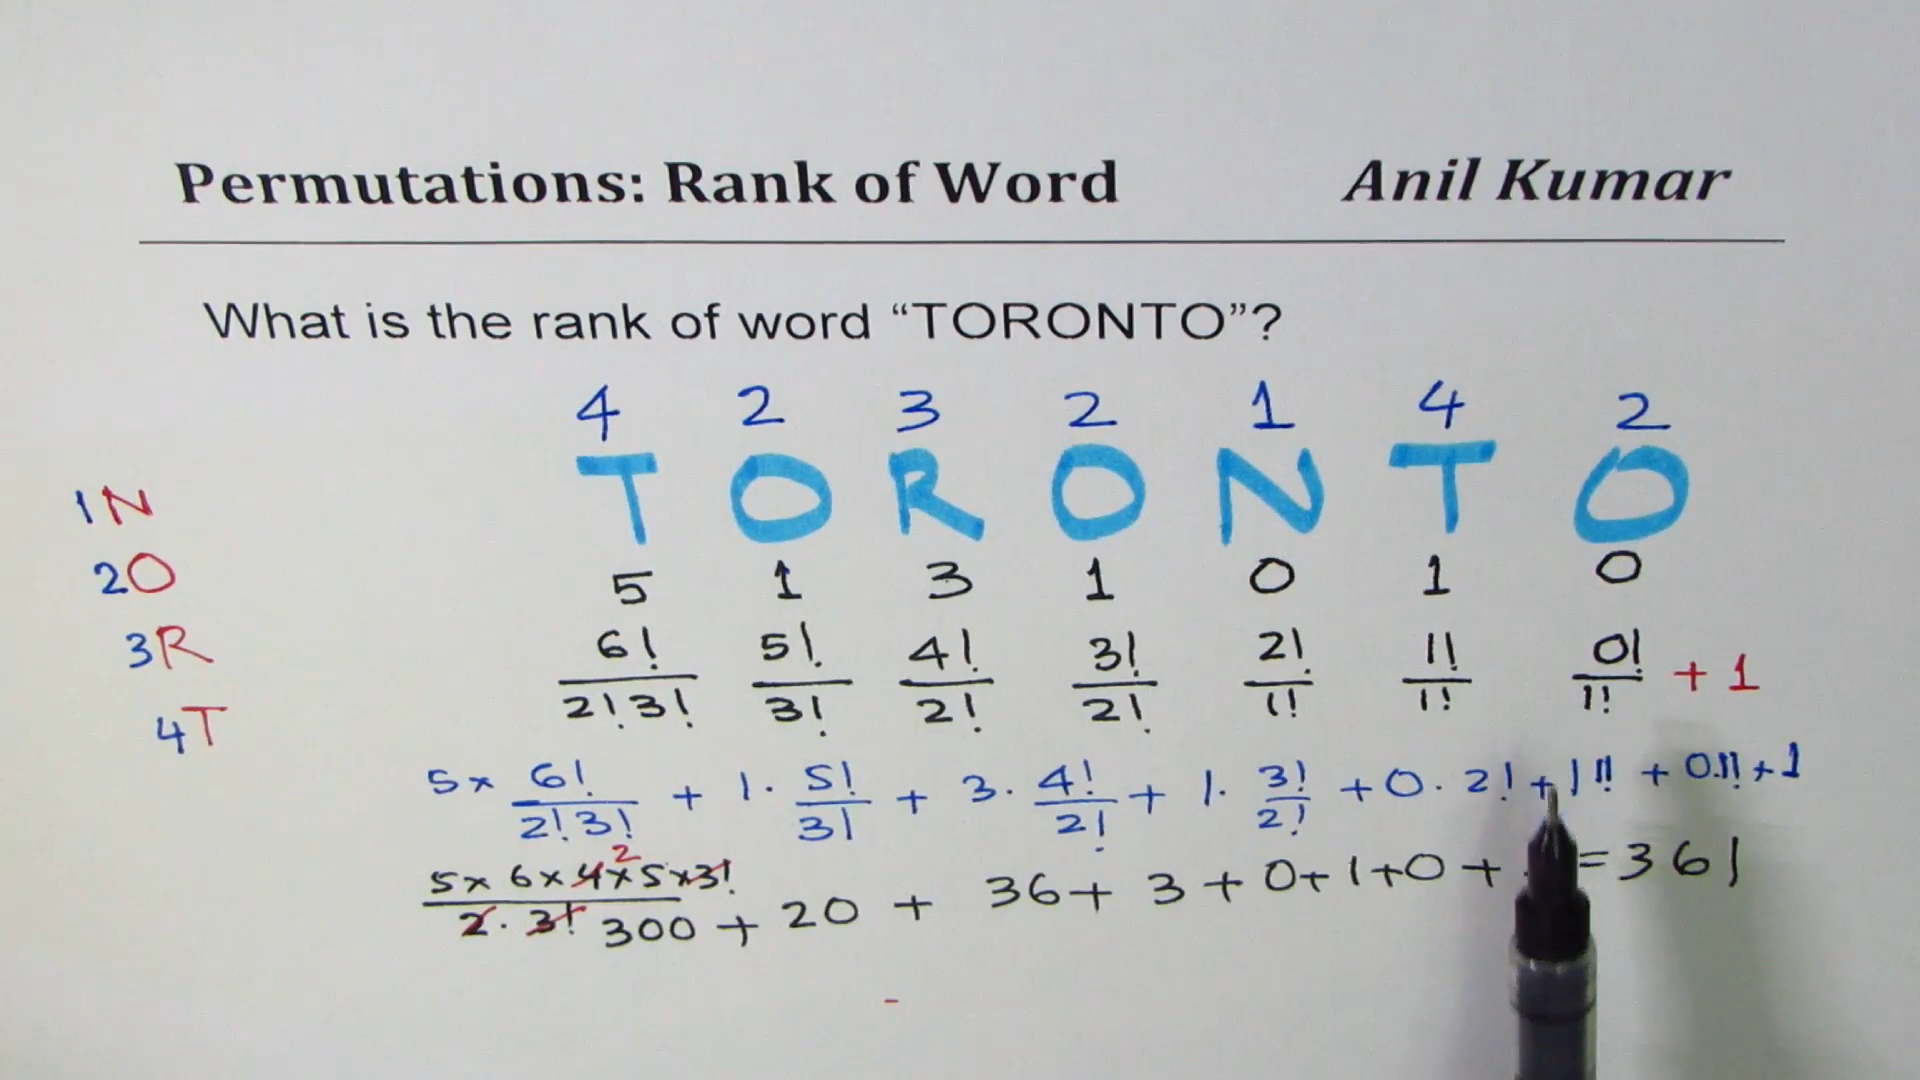 Permutations: Rank of Word Anil Kumar
What is the rank of word “TORONTO”?
4 2 3 2 1 4 2
T O R O N T O
1N
2O
3R
4T
5 1 3 1 0 1 0
6!/2!3! 5!/3! 4!/2! 3!/2! 2!/1! 1!/1! 0!/1! + 1
5 × 6!/2!3! + 1 · 5!/3! + 3 · 4!/2! + 1 · 3!/2! + 0 · 2! + 1 1! + 0.1! + 1
5 × 6 × 4 × 5 × 3! / 2 · 3! 2
300 + 20 + 36 + 3 + 0 + 1 + 0 + = 361